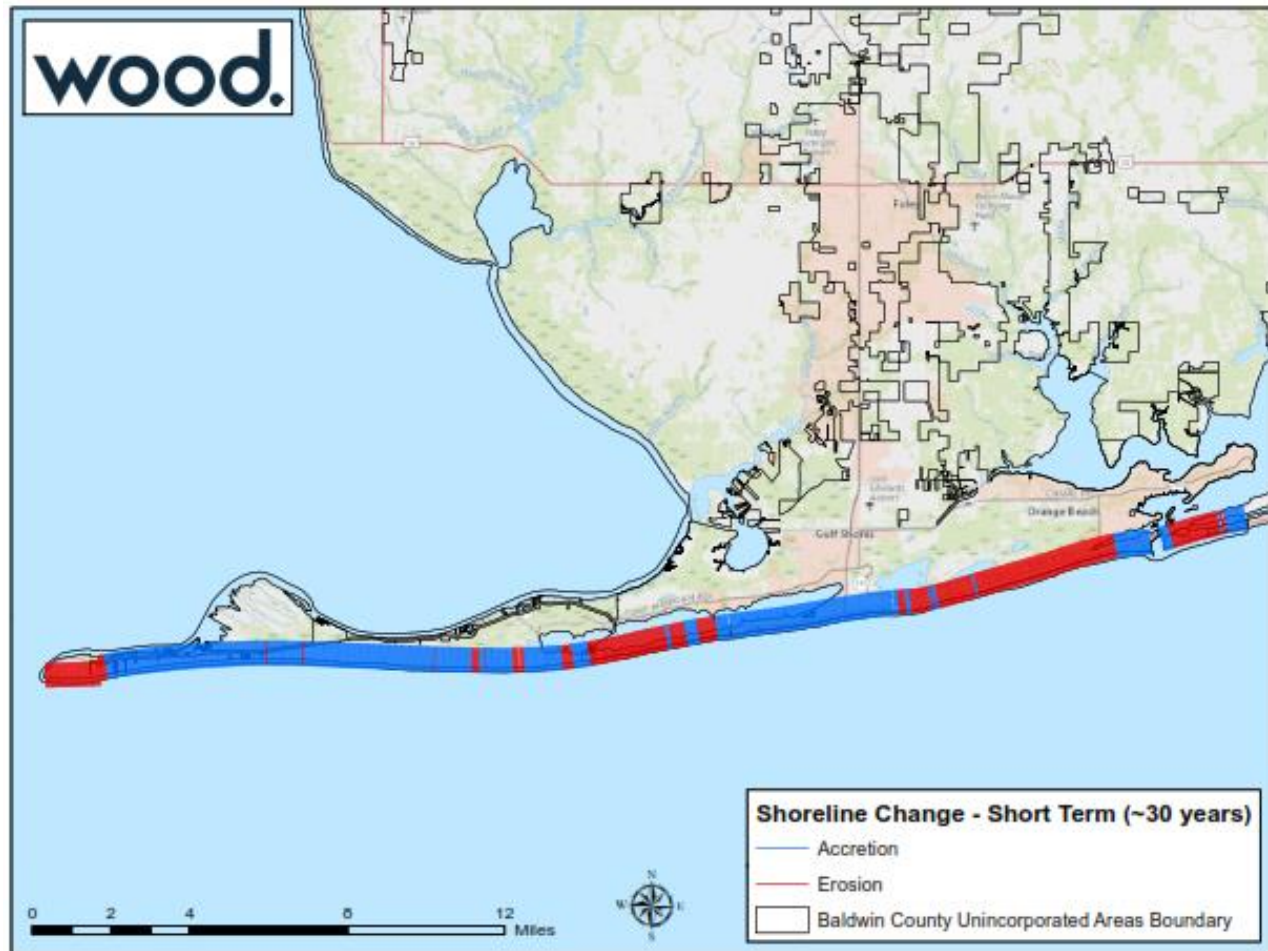 wood.
Foley
Gulf Shores
Orange Beach
N
W
E
S
0 2 4 8 12
Miles
Shoreline Change - Short Term (~30 years)
Accretion
Erosion
Baldwin County Unincorporated Areas Boundary